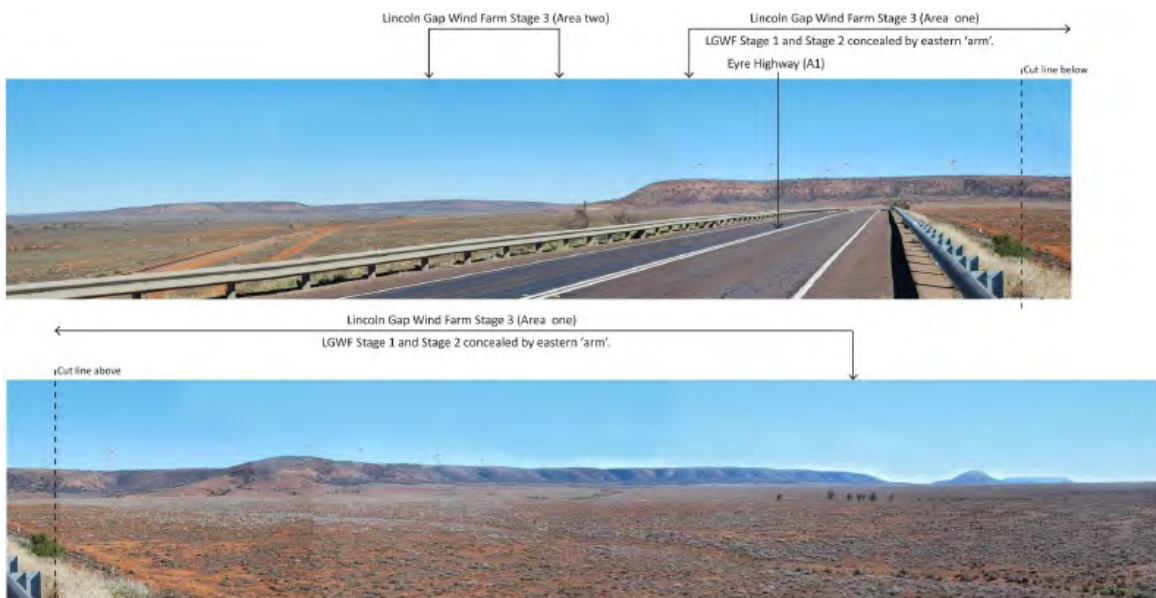 Lincoln Gap Wind Farm Stage 3 (Area two)
Lincoln Gap Wind Farm Stage 3 (Area one)
LGWF Stage 1 and Stage 2 concealed by eastern ‘arm’.
Eyre Highway (A1)
Cut line below
Lincoln Gap Wind Farm Stage 3 (Area one)
LGWF Stage 1 and Stage 2 concealed by eastern ‘arm’.
Cut line above